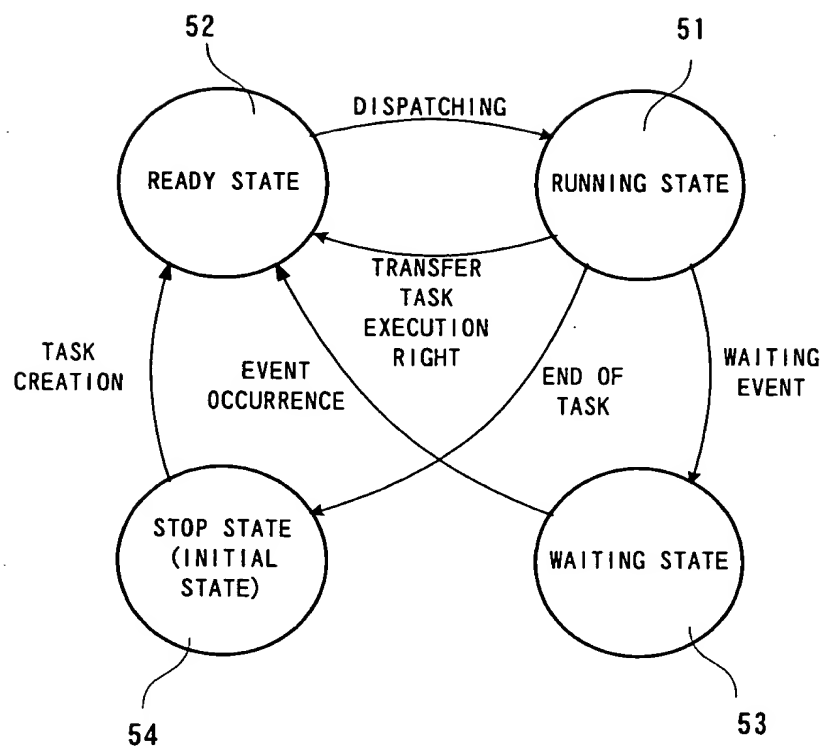 52
51
DISPATCHING
READY STATE
RUNNING STATE
TRANSFER
TASK
EXECUTION
RIGHT
TASK
CREATION
EVENT
OCCURRENCE
END OF
TASK
WAITING
EVENT
STOP STATE
(INITIAL
STATE)
WAITING STATE
54
53